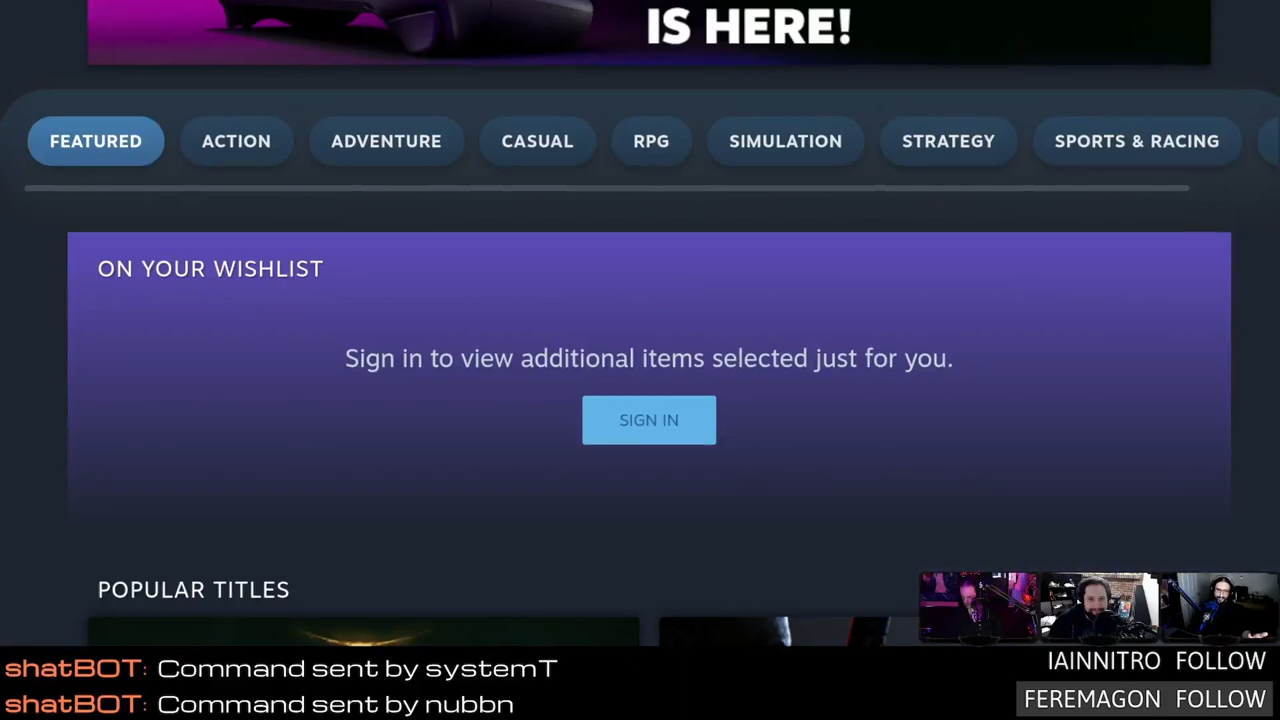 IS HERE!
FEATURED ACTION ADVENTURE CASUAL RPG SIMULATION STRATEGY SPORTS & RACING
ON YOUR WISHLIST
Sign in to view additional items selected just for you.
SIGN IN
POPULAR TITLES
shatBOT: Command sent by systemT
shatBOT: Command sent by nubbn
IAINNITRO FOLLOW
FEREMAGON FOLLOW